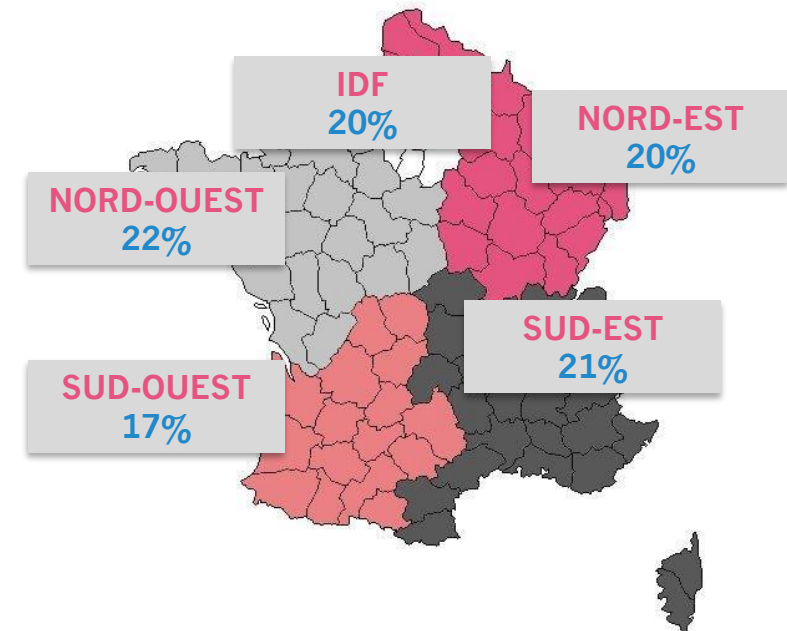 IDF
20%
NORD-EST
20%
NORD-OUEST
22%
SUD-EST
21%
SUD-OUEST
17%